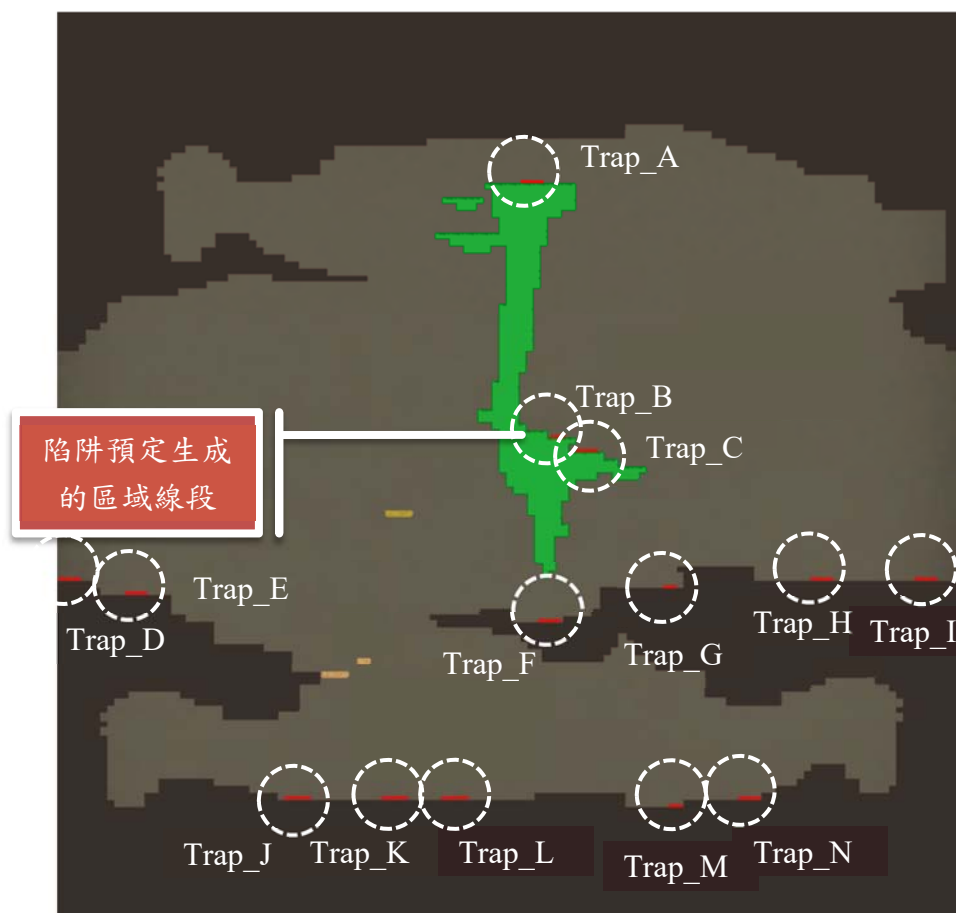 Trap_A
Trap_B
Trap_C
陷阱預定生成
的區域線段
Trap_E
Trap_D
Trap_H
Trap_I
Trap_F
Trap_G
Trap_J
Trap_K
Trap_L
Trap_M
Trap_N